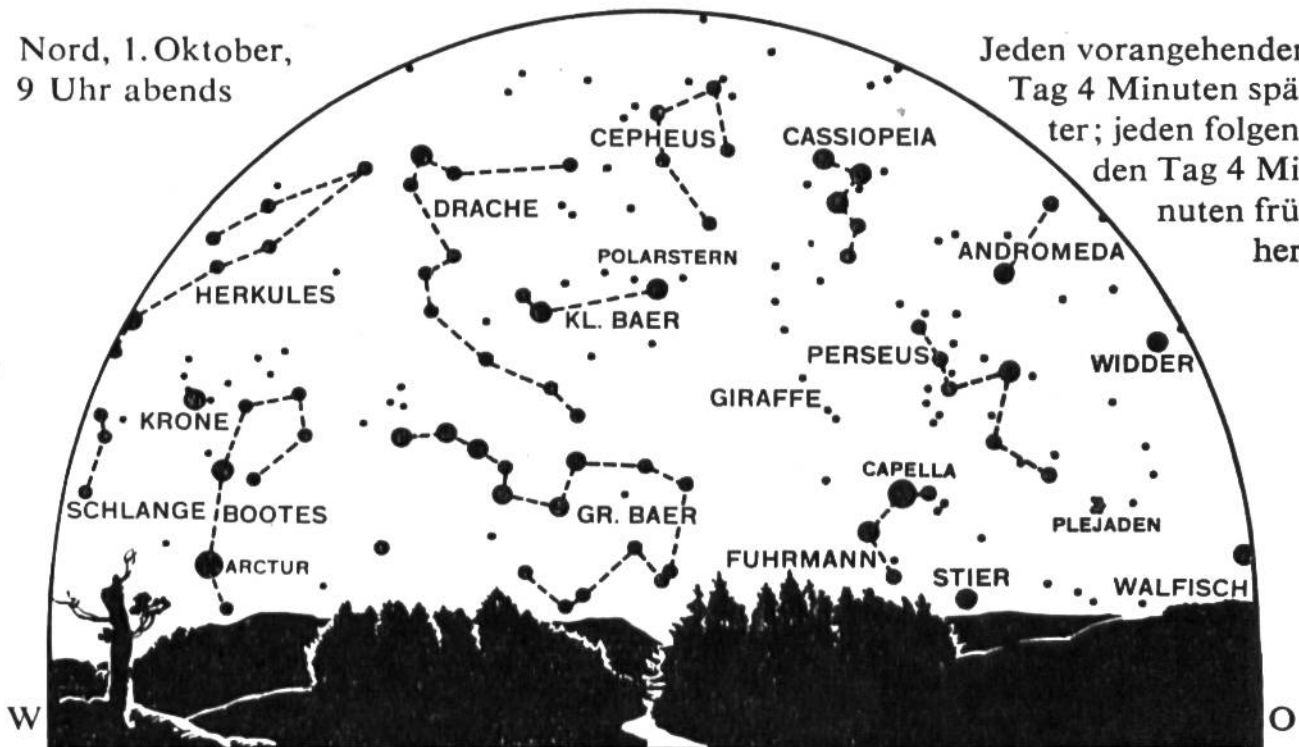 Nord, 1. Oktober,
9 Uhr abends
Jeden vorangehenden
Tag 4 Minuten spä-
ter; jeden folgen-
den Tag 4 Mi-
nuten frü-
her
CEPHEUS
CASSIOPEIA
DRACHE
ANDROMEDA
POLARSTERN
HERKULES
KL. BAER
PERSEUS
WIDDER
GIRAFFE
KRONE
CAPELLA
SCHLANGE
BOOTES
GR. BAER
PLEJADEN
ARCTUR
FUHRMANN
STIER
WALFISCH
W
O